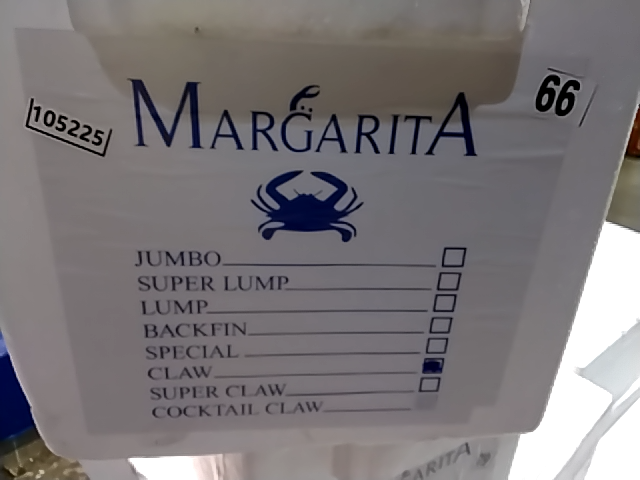 105225
MARGARITA
66
JUMBO
SUPER LUMP
LUMP
BACKFIN
SPECIAL
CLAW
SUPER CLAW
COCKTAIL CLAW
ARITA